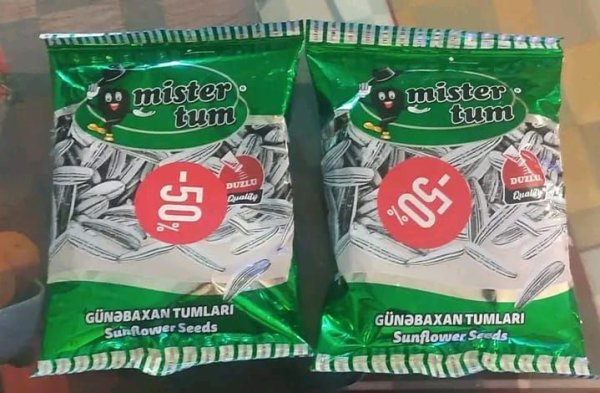 mister
tum
-50%
DUZLU
Quality
GÜNƏBAXAN TUMLARI
Sunflower Seeds
mister
tum
-50%
DUZLU
Quality
GÜNƏBAXAN TUMLARI
Sunflower Seeds